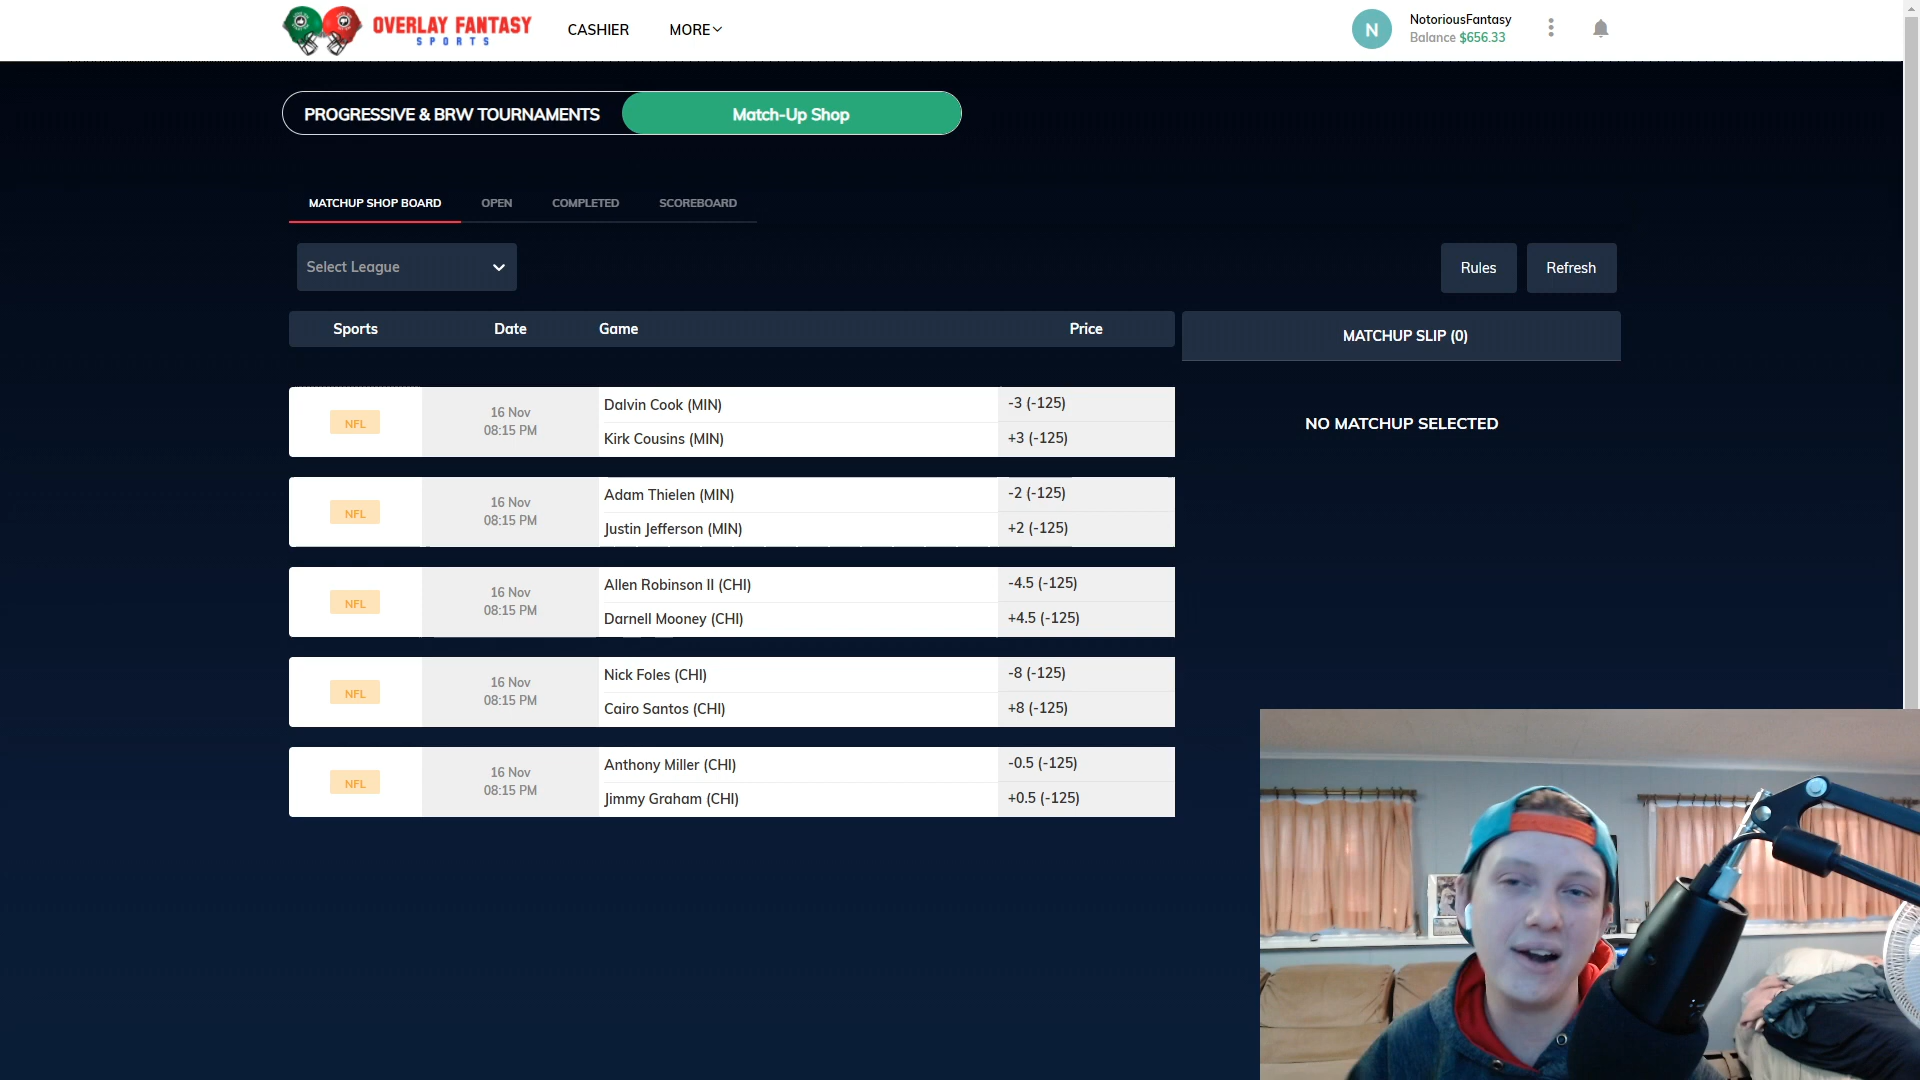 OVERLAY FANTASY
SPORTS
CASHIER
MORE
N
NotoriousFantasy
Balance $656.33
PROGRESSIVE & BRW TOURNAMENTS
Match-Up Shop
MATCHUP SHOP BOARD
OPEN
COMPLETED
SCOREBOARD
Select League
Rules
Refresh
Sports
Date
Game
Price
MATCHUP SLIP (0)
NO MATCHUP SELECTED
NFL
16 Nov
08:15 PM
Dalvin Cook (MIN)
-3 (-125)
Kirk Cousins (MIN)
+3 (-125)
NFL
16 Nov
08:15 PM
Adam Thielen (MIN)
-2 (-125)
Justin Jefferson (MIN)
+2 (-125)
NFL
16 Nov
08:15 PM
Allen Robinson II (CHI)
-4.5 (-125)
Darnell Mooney (CHI)
+4.5 (-125)
NFL
16 Nov
08:15 PM
Nick Foles (CHI)
-8 (-125)
Cairo Santos (CHI)
+8 (-125)
NFL
16 Nov
08:15 PM
Anthony Miller (CHI)
-0.5 (-125)
Jimmy Graham (CHI)
+0.5 (-125)